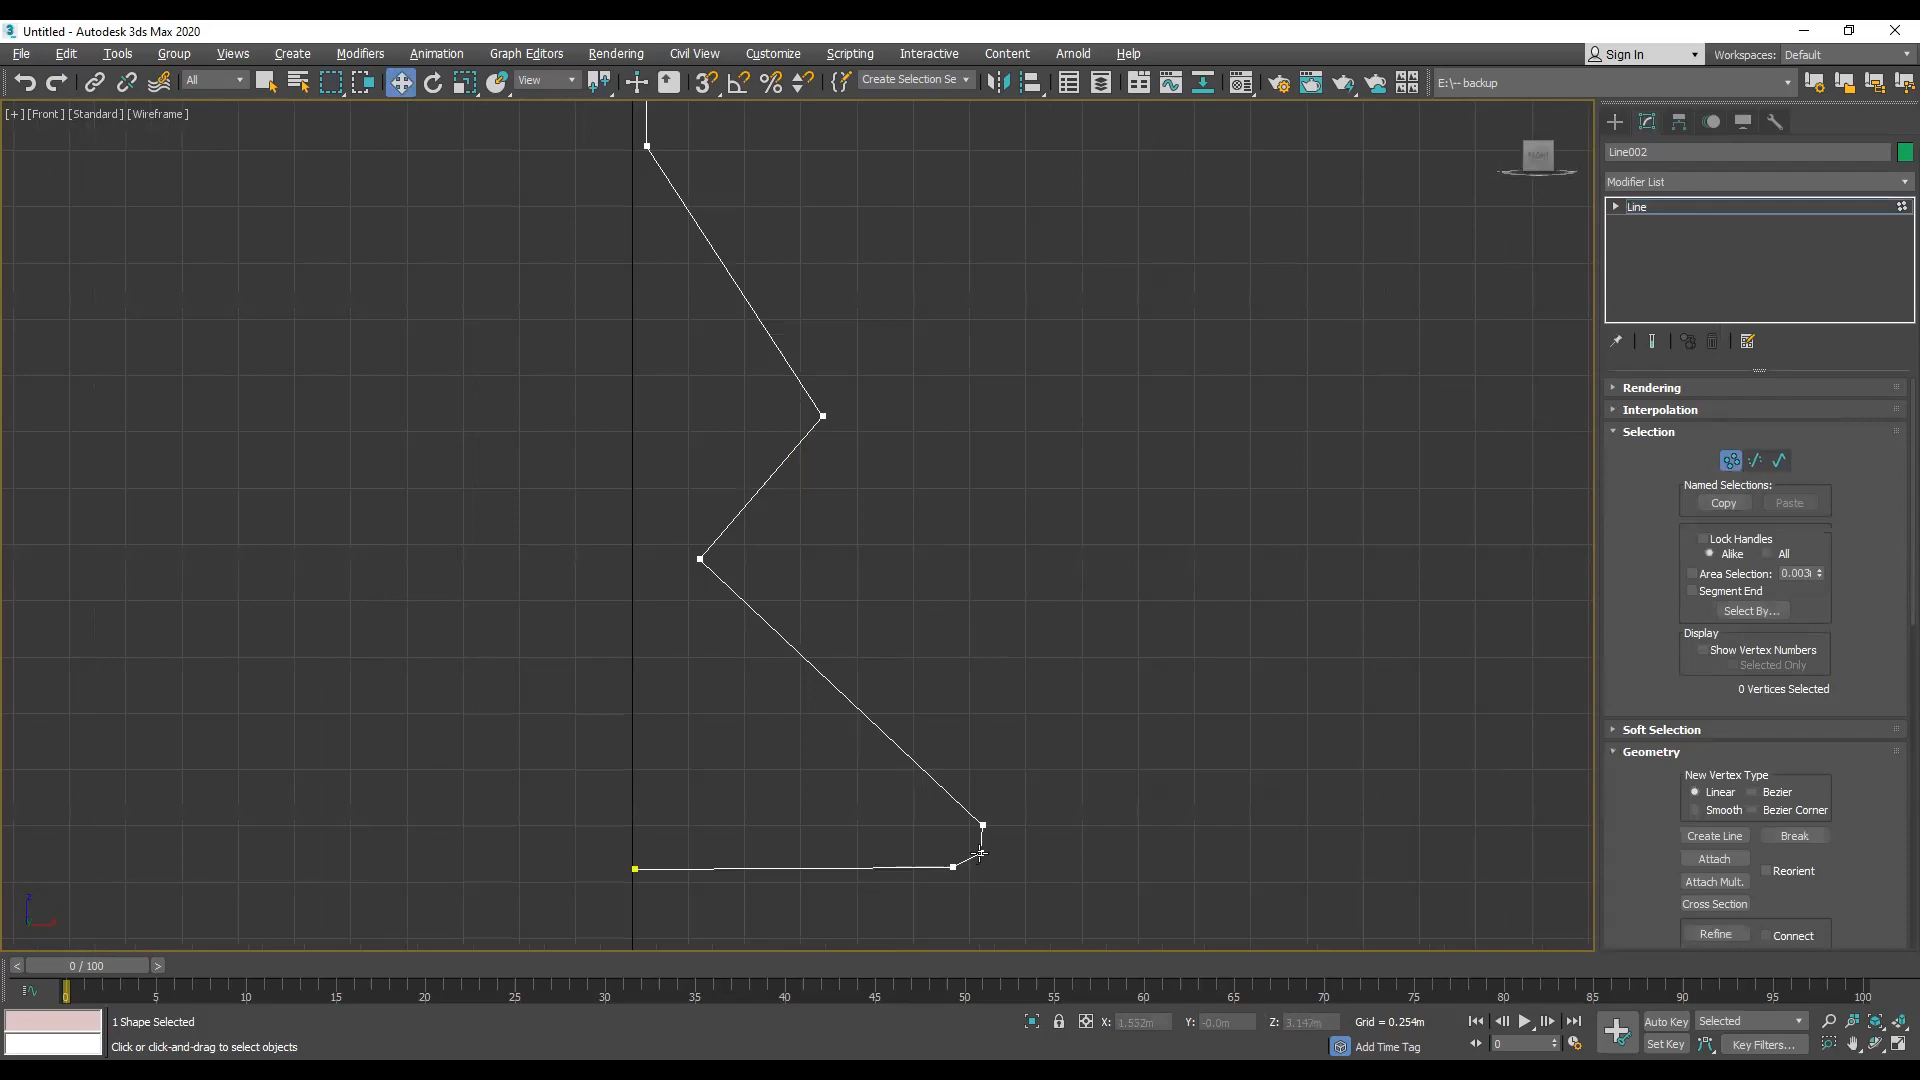 Untitled - Autodesk 3ds Max 2020
File Edit Tools Group Views Create Modifiers Animation Graph Editors Rendering Civil View Customize Scripting Interactive Content Arnold Help
Sign In Workspaces: Default
All View Create Selection Se E:\-- backup
[+] [Front] [Standard] [Wireframe]
FRONT
Line002
Modifier List
Line
Rendering
Interpolation
Selection
Named Selections:
Copy Paste
Lock Handles
Alike All
Area Selection: 0.003
Segment End
Select By...
Display
Show Vertex Numbers
Selected Only
0 Vertices Selected
Soft Selection
Geometry
New Vertex Type
Linear Bezier
Smooth Bezier Corner
Create Line Break
Attach
Reorient
Attach Mult.
Cross Section
Refine Connect
z
< 0 / 100 >
0 5 10 15 20 25 30 35 40 45 50 55 60 65 70 75 80 85 90 95 100
1 Shape Selected
X: 1.552m Y: -0.0m Z: 3.147m Grid = 0.254m
Auto Key Selected
Click or click-and-drag to select objects
Add Time Tag
0
Set Key Key Filters...